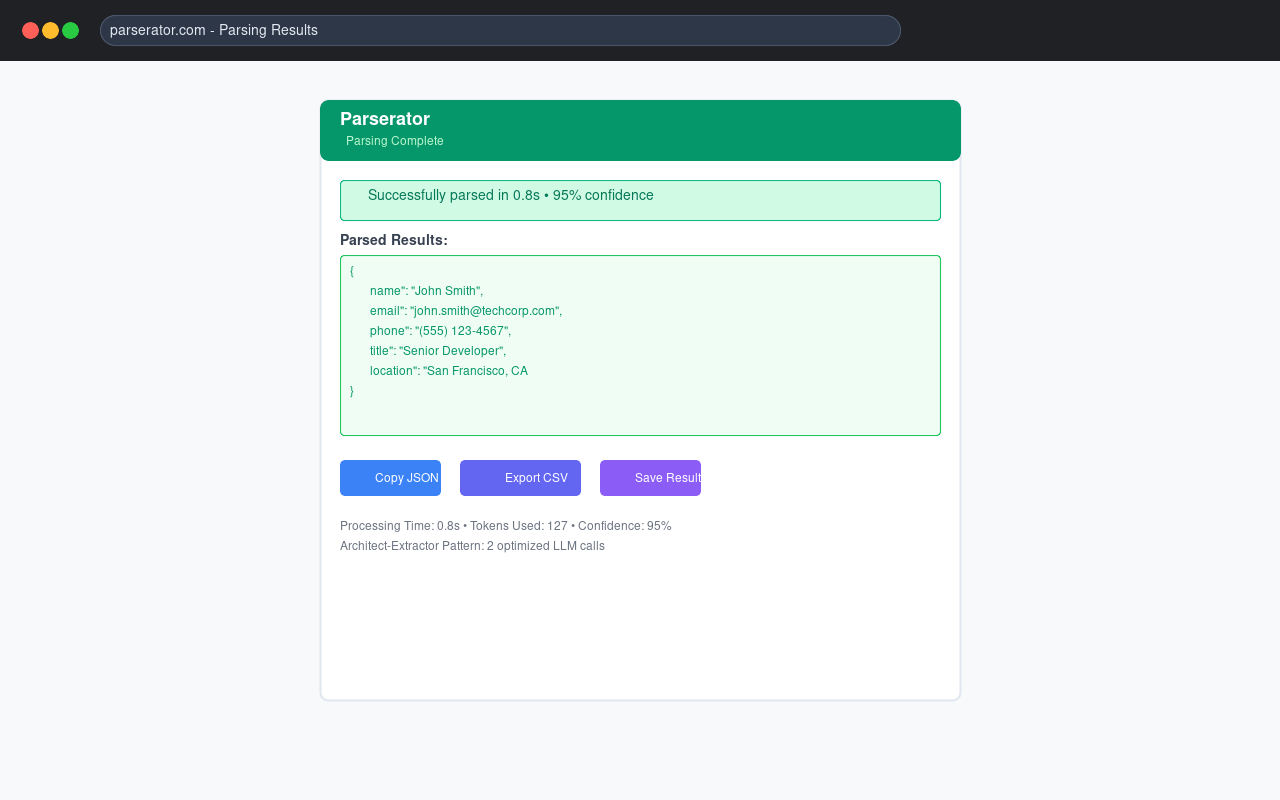 parserator.com - Parsing Results
Parserator
Parsing Complete
Successfully parsed in 0.8s • 95% confidence
Parsed Results:
{
name": "John Smith",
email": "john.smith@techcorp.com",
phone": "(555) 123-4567",
title": "Senior Developer",
location": "San Francisco, CA
}
Copy JSON
Export CSV
Save Result
Processing Time: 0.8s • Tokens Used: 127 • Confidence: 95%
Architect-Extractor Pattern: 2 optimized LLM calls